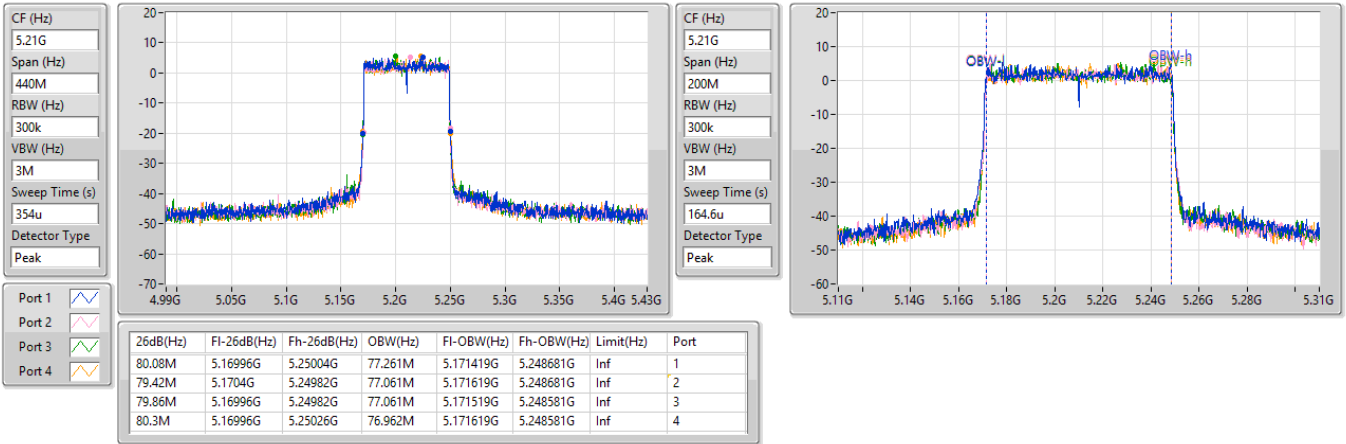 CF (Hz)
5.21G
Span (Hz)
440M
RBW (Hz)
300k
VBW (Hz)
3M
Sweep Time (s)
354u
Detector Type
Peak
20
10
0
-10
-20
-30
-40
-50
-60
-70
4.99G 5.05G 5.1G 5.15G 5.2G 5.25G 5.3G 5.35G 5.4G 5.43G
CF (Hz)
5.21G
Span (Hz)
200M
RBW (Hz)
300k
VBW (Hz)
3M
Sweep Time (s)
164.6u
Detector Type
Peak
20
10
0
-10
-20
-30
-40
-50
-60
OBW-l OBW-h
5.11G 5.14G 5.16G 5.18G 5.2G 5.22G 5.24G 5.26G 5.28G 5.31G
Port 1
Port 2
Port 3
Port 4
26dB(Hz) Fl-26dB(Hz) Fh-26dB(Hz) OBW(Hz) Fl-OBW(Hz) Fh-OBW(Hz) Limit(Hz) Port
80.08M 5.16996G 5.25004G 77.261M 5.171419G 5.248681G Inf 1
79.42M 5.1704G 5.24982G 77.061M 5.171619G 5.248681G Inf 2
79.86M 5.16996G 5.24982G 77.061M 5.171519G 5.248581G Inf 3
80.3M 5.16996G 5.25026G 76.962M 5.171619G 5.248581G Inf 4